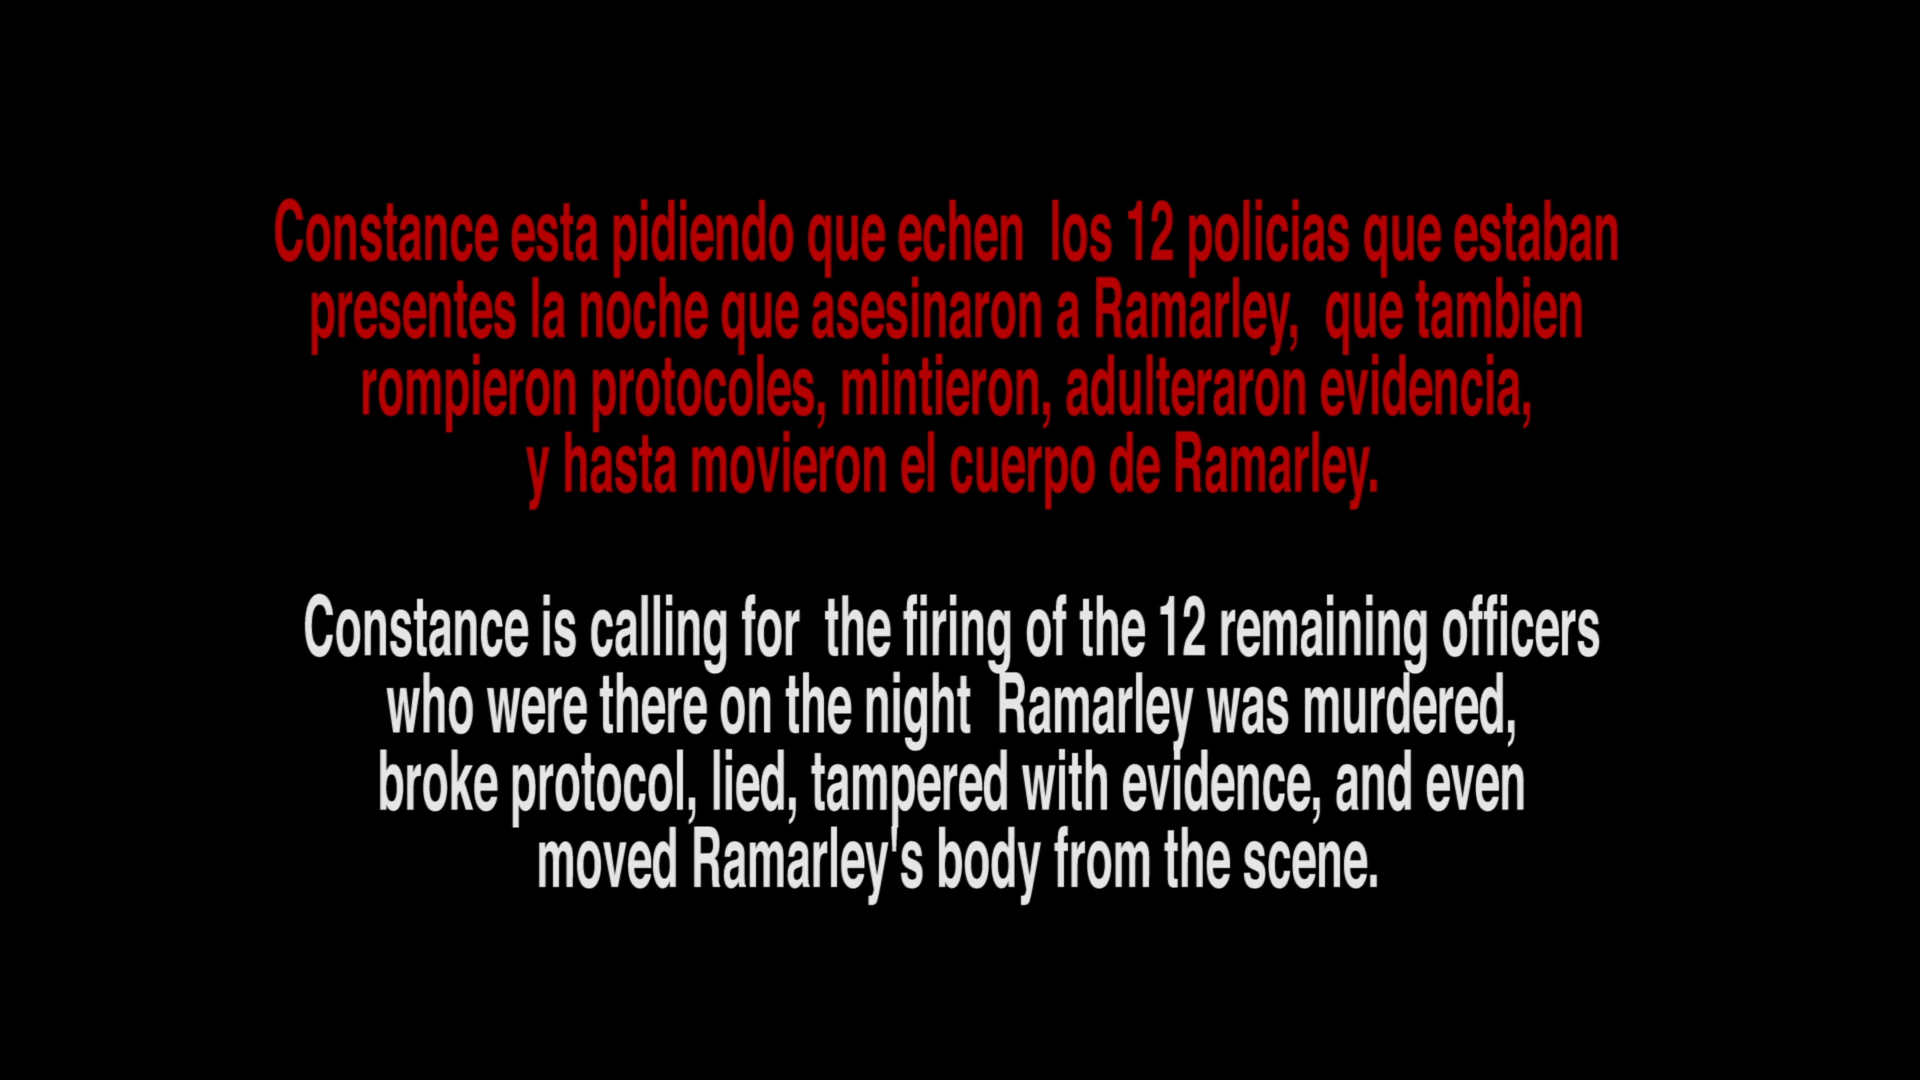 Constance esta pidiendo que echen  los 12 policias que estaban
presentes la noche que asesinaron a Ramarley,  que tambien
rompieron protocoles, mintieron, adulteraron evidencia,
y hasta movieron el cuerpo de Ramarley.
Constance is calling for  the firing of the 12 remaining officers
who were there on the night  Ramarley was murdered,
broke protocol, lied, tampered with evidence, and even
moved Ramarley's body from the scene.